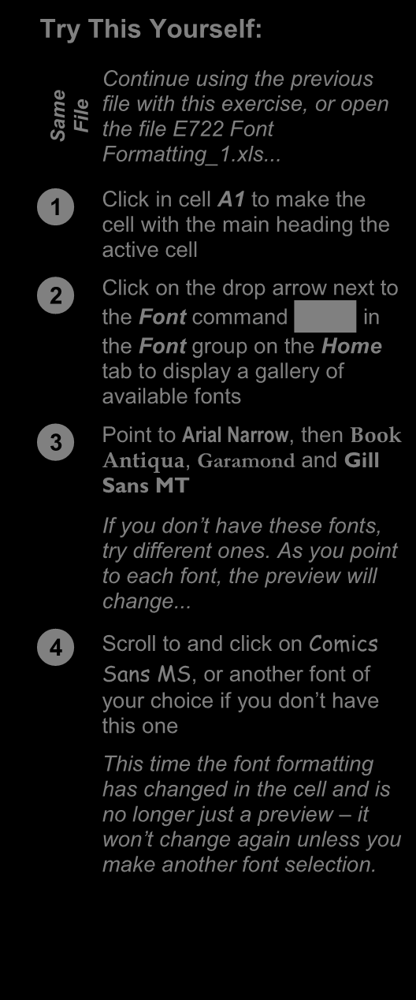 Try This Yourself:
Same
File
Continue using the previous
file with this exercise, or open
the file E722 Font
Formatting_1.xls...
1
Click in cell A1 to make the
cell with the main heading the
active cell
2
Click on the drop arrow next to
the Font command in
the Font group on the Home
tab to display a gallery of
available fonts
3
Point to Arial Narrow, then Book
Antiqua, Garamond and Gill
Sans MT
If you don’t have these fonts,
try different ones. As you point
to each font, the preview will
change...
4
Scroll to and click on Comics
Sans MS, or another font of
your choice if you don’t have
this one
This time the font formatting
has changed in the cell and is
no longer just a preview – it
won’t change again unless you
make another font selection.